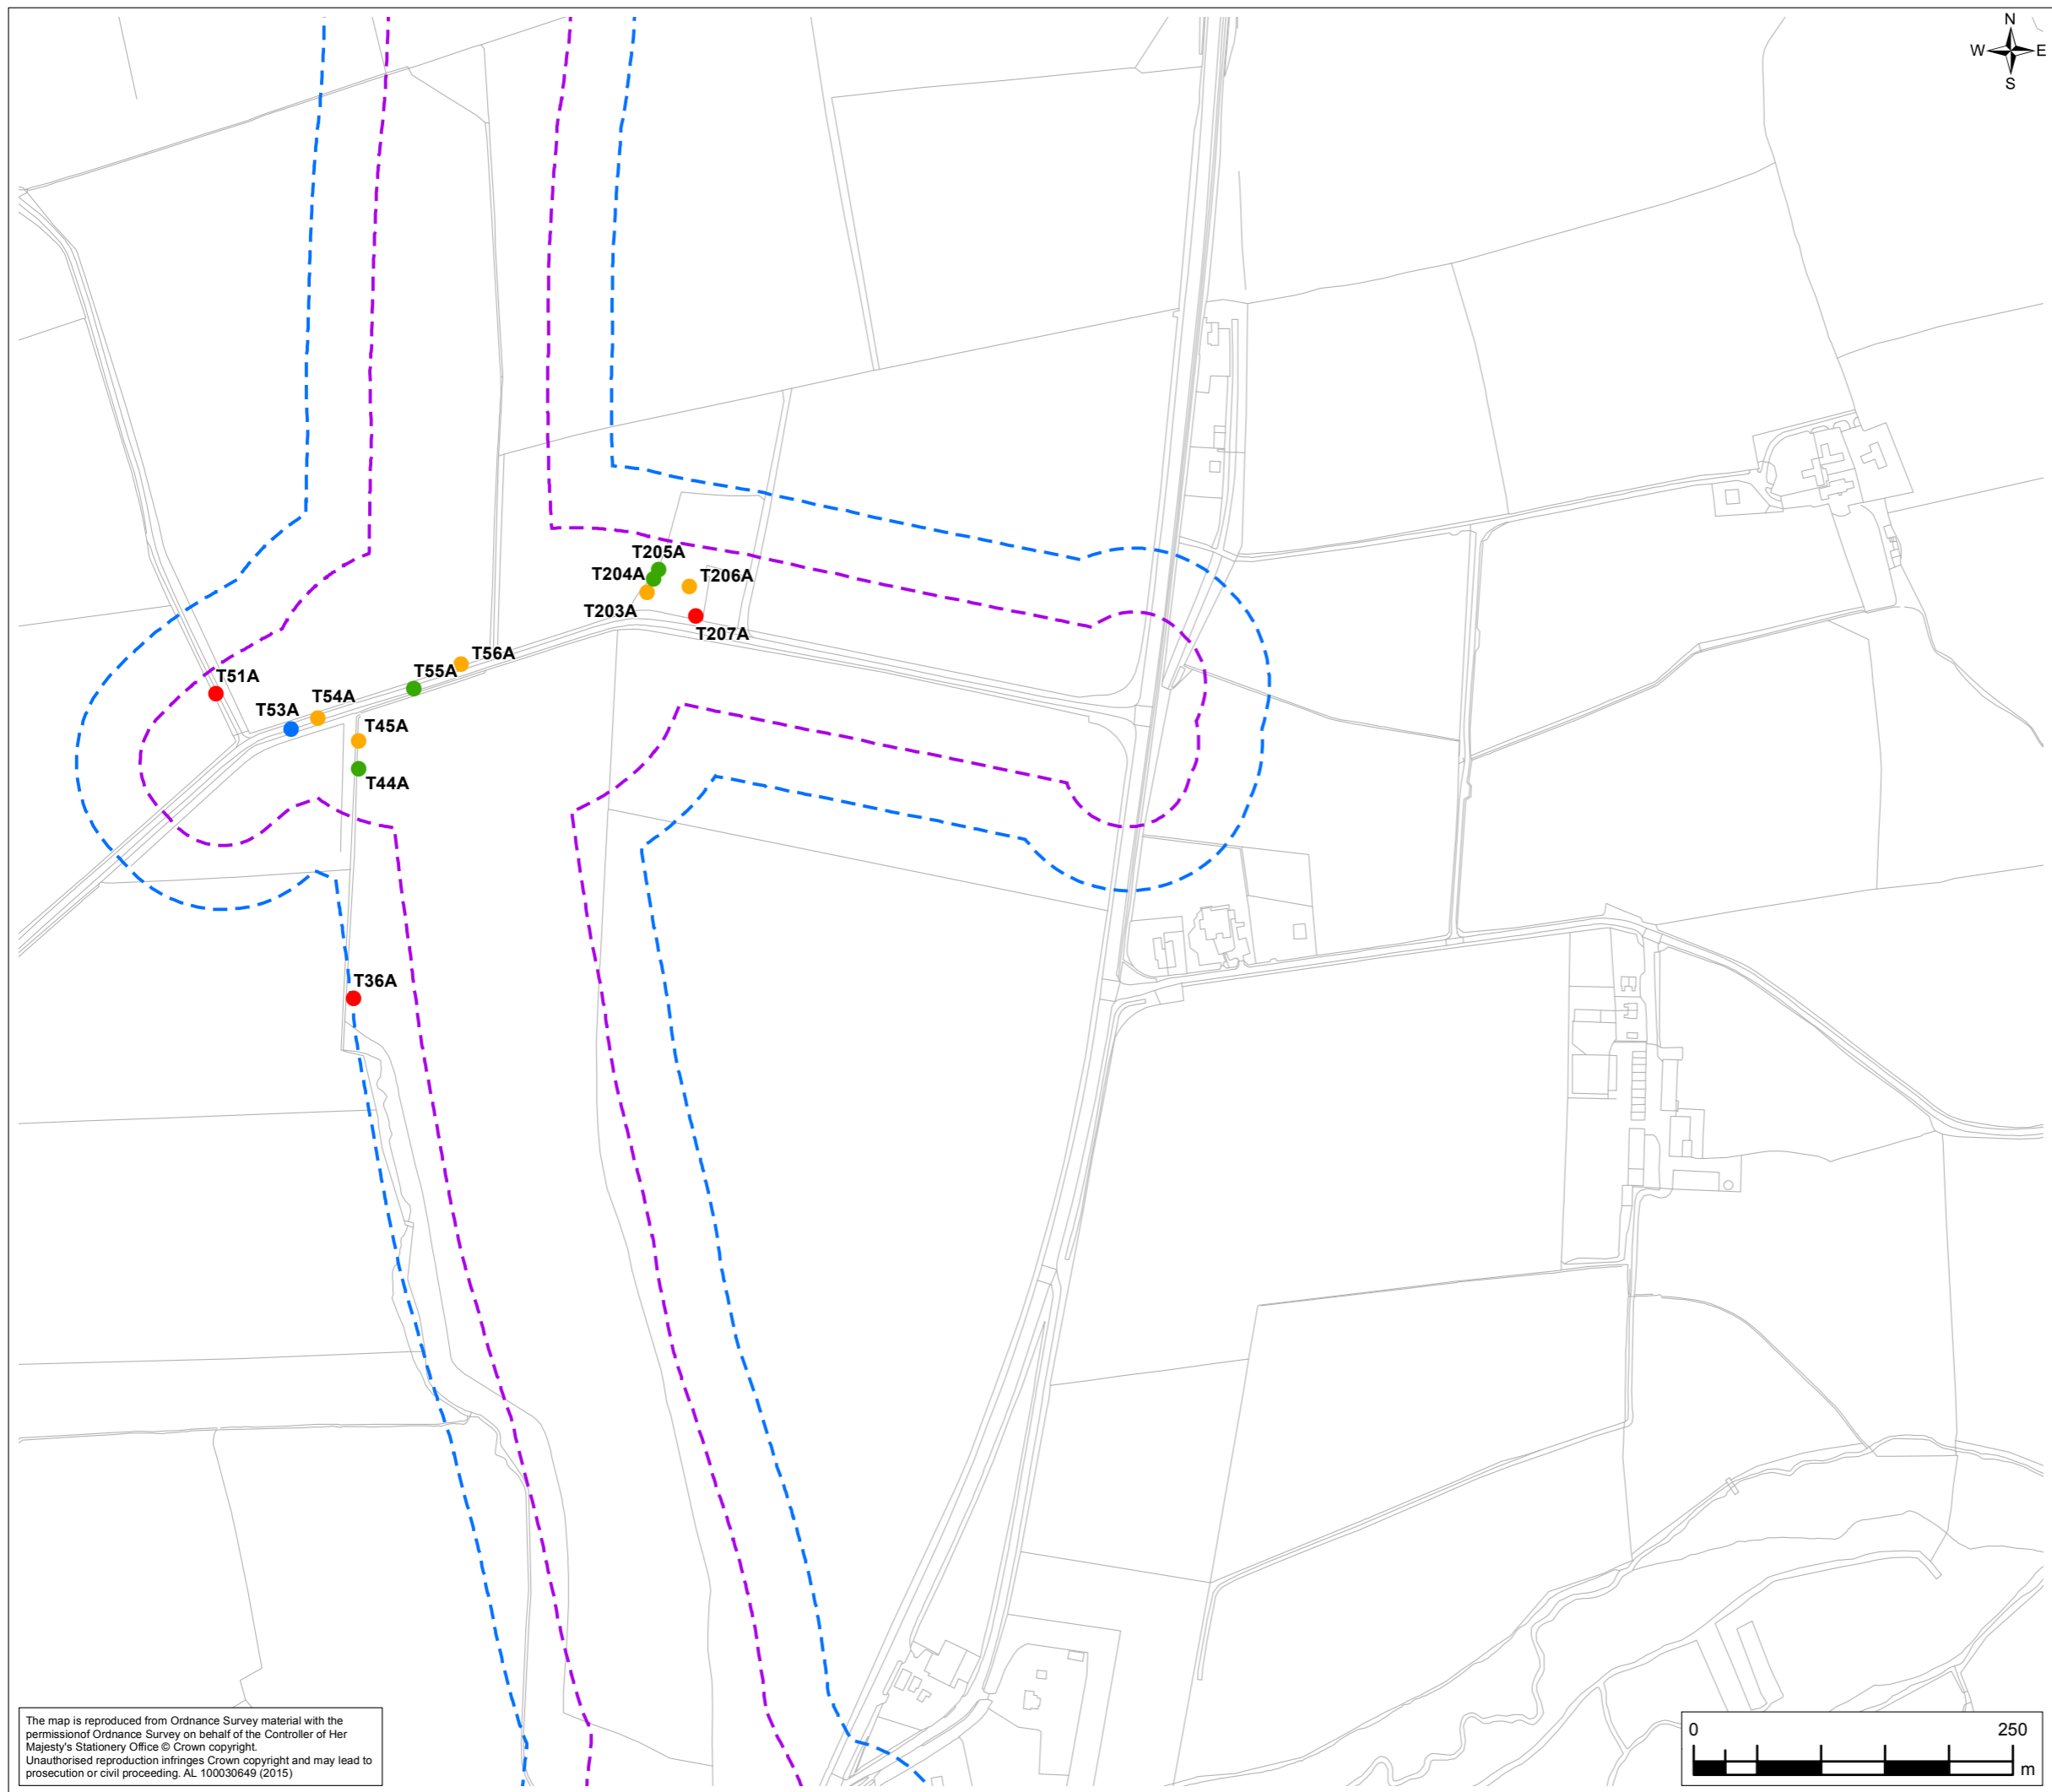 N
W E
S
T205A
T204A
T206A
T203A
T207A
T56A
T51A
T55A
T54A
T53A
T45A
T44A
T36A
The map is reproduced from Ordnance Survey material with the
permissionof Ordnance Survey on behalf of the Controller of Her
Majesty's Stationery Office © Crown copyright.
Unauthorised reproduction infringes Crown copyright and may lead to
prosecution or civil proceeding. AL 100030649 (2015)
0 250
m